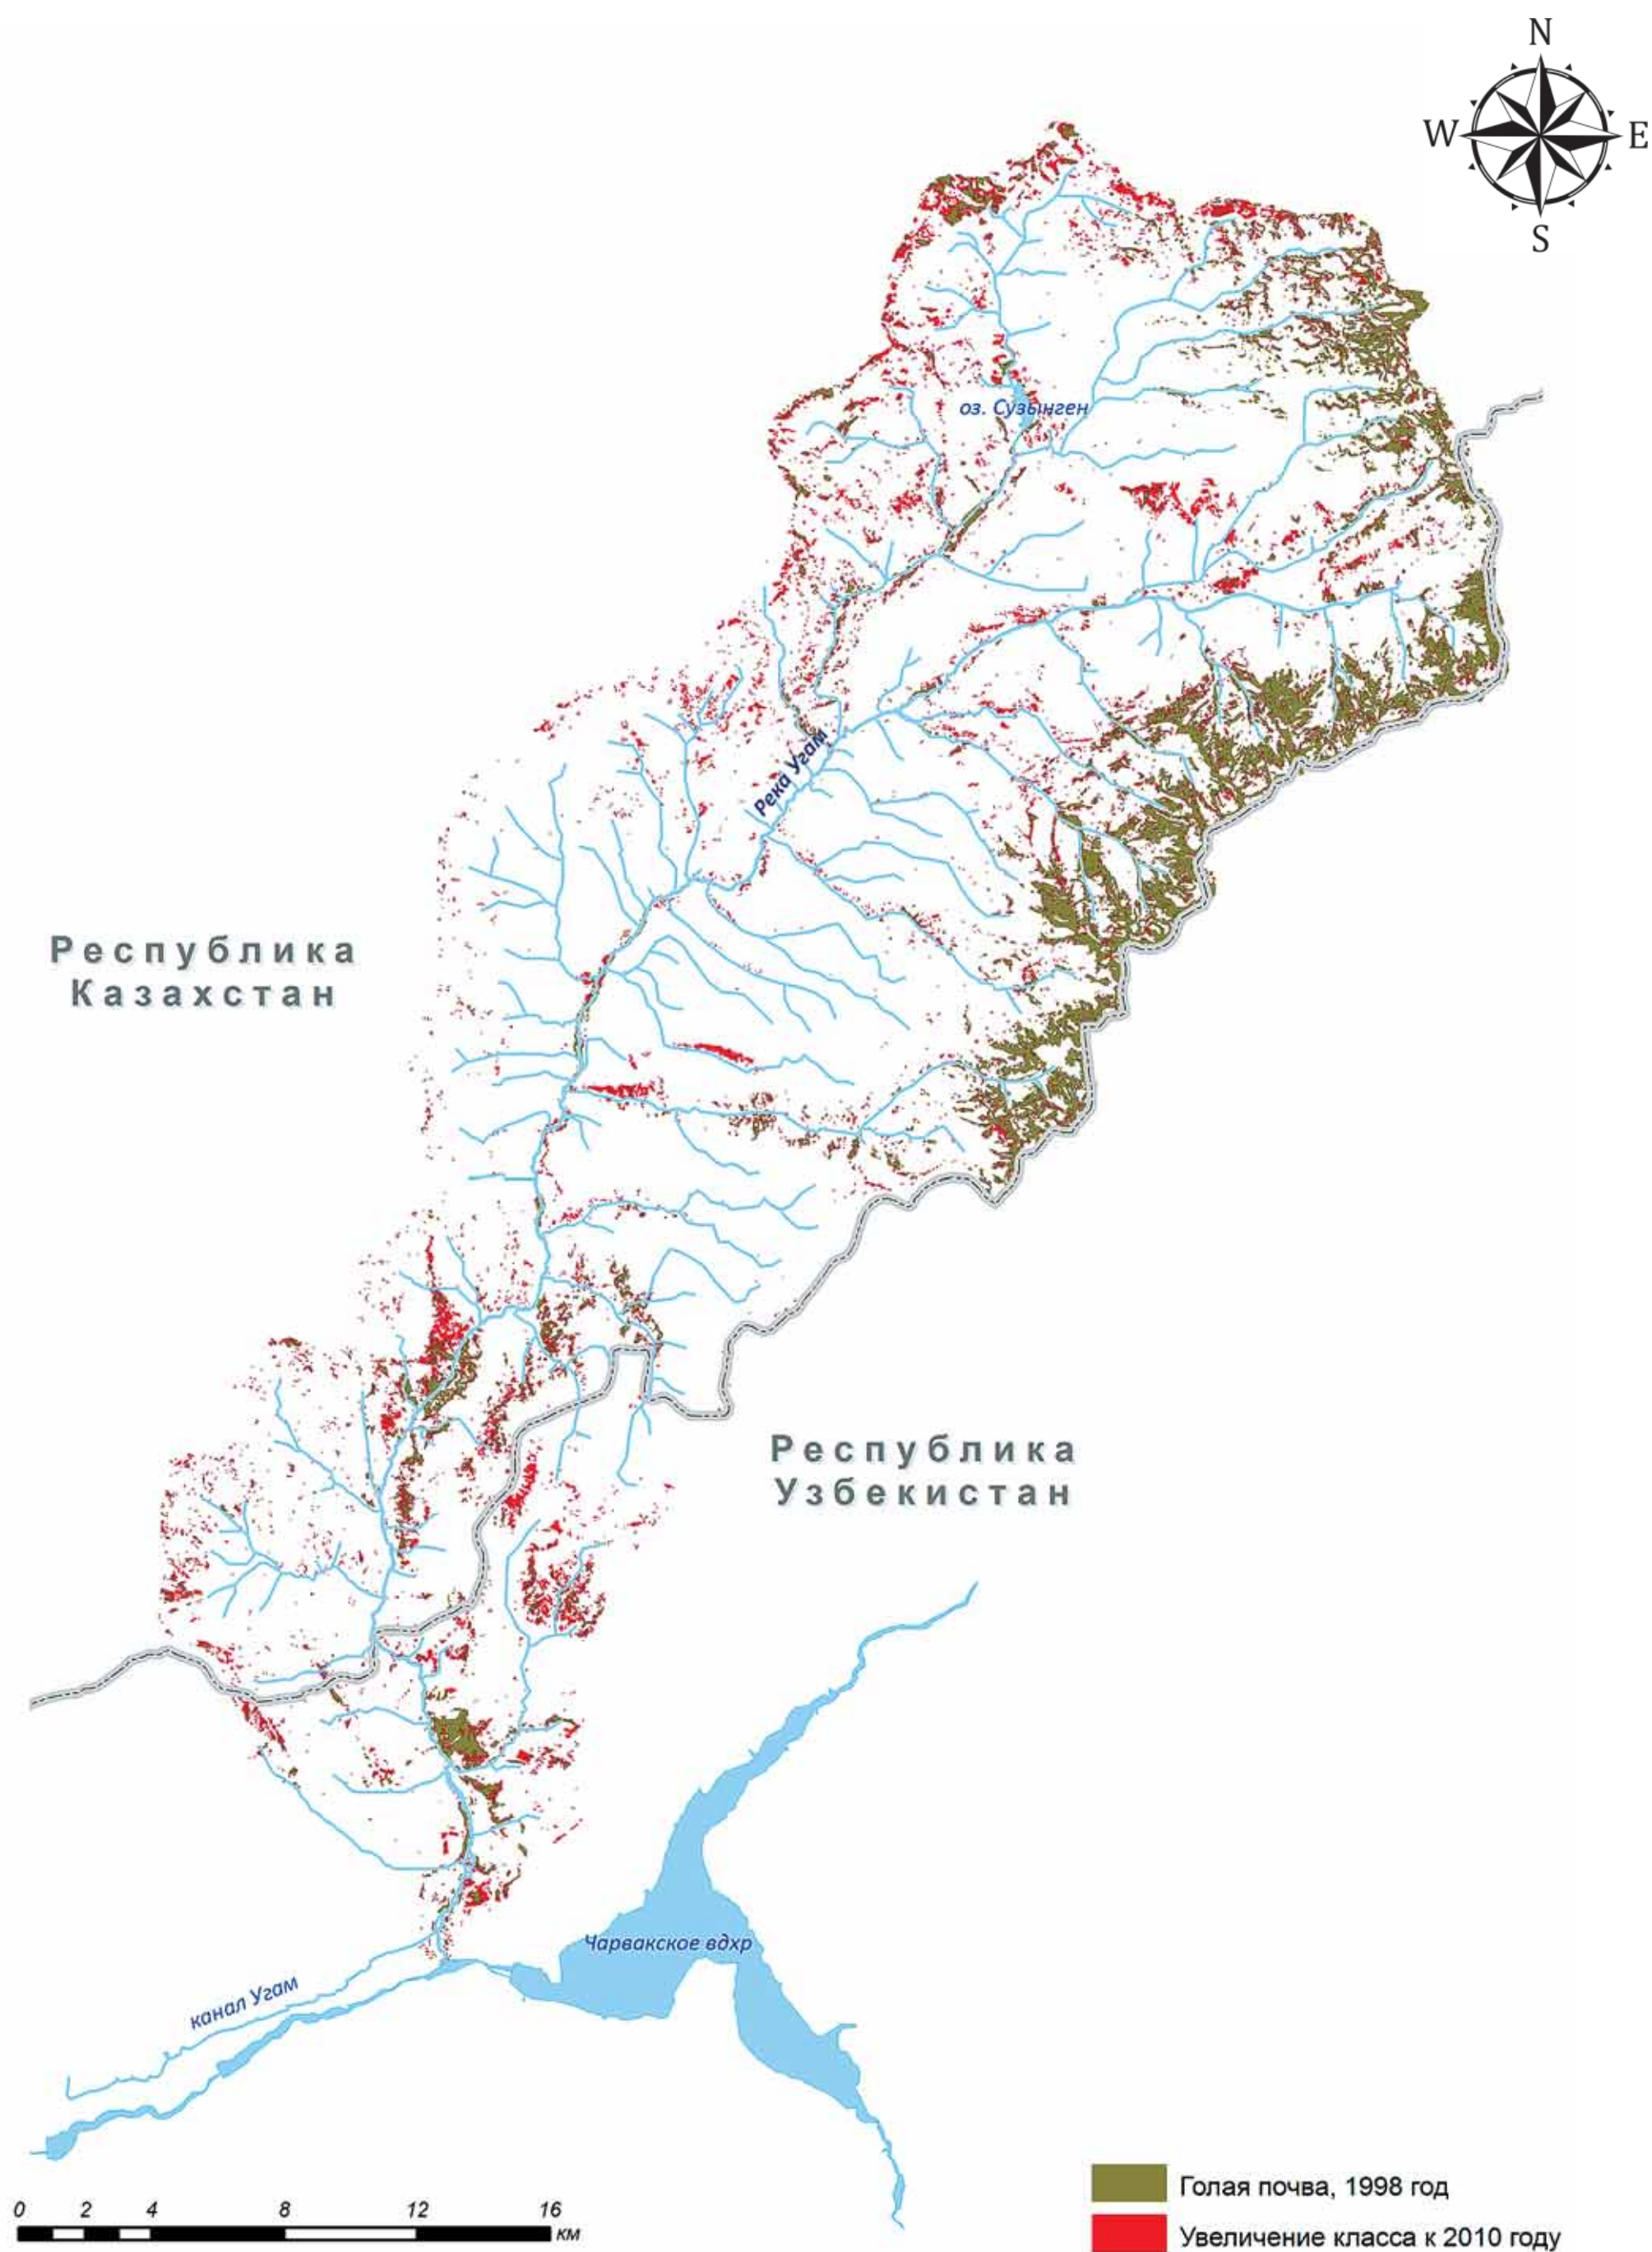 N
W
E
S
оз. Сузынген
Река Угам
Республика
Казахстан
Республика
Узбекистан
Чарвакское вдхр
канал Угам
0 2 4 8 12 16
км
Голая почва, 1998 год
Увеличение класса к 2010 году